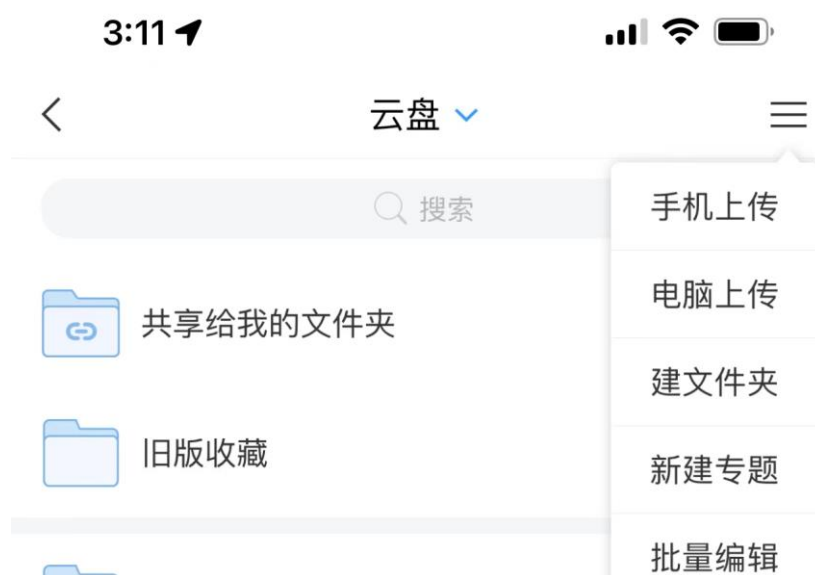 3:11
云盘
搜索
手机上传
电脑上传
共享给我的文件夹
建文件夹
旧版收藏
新建专题
批量编辑